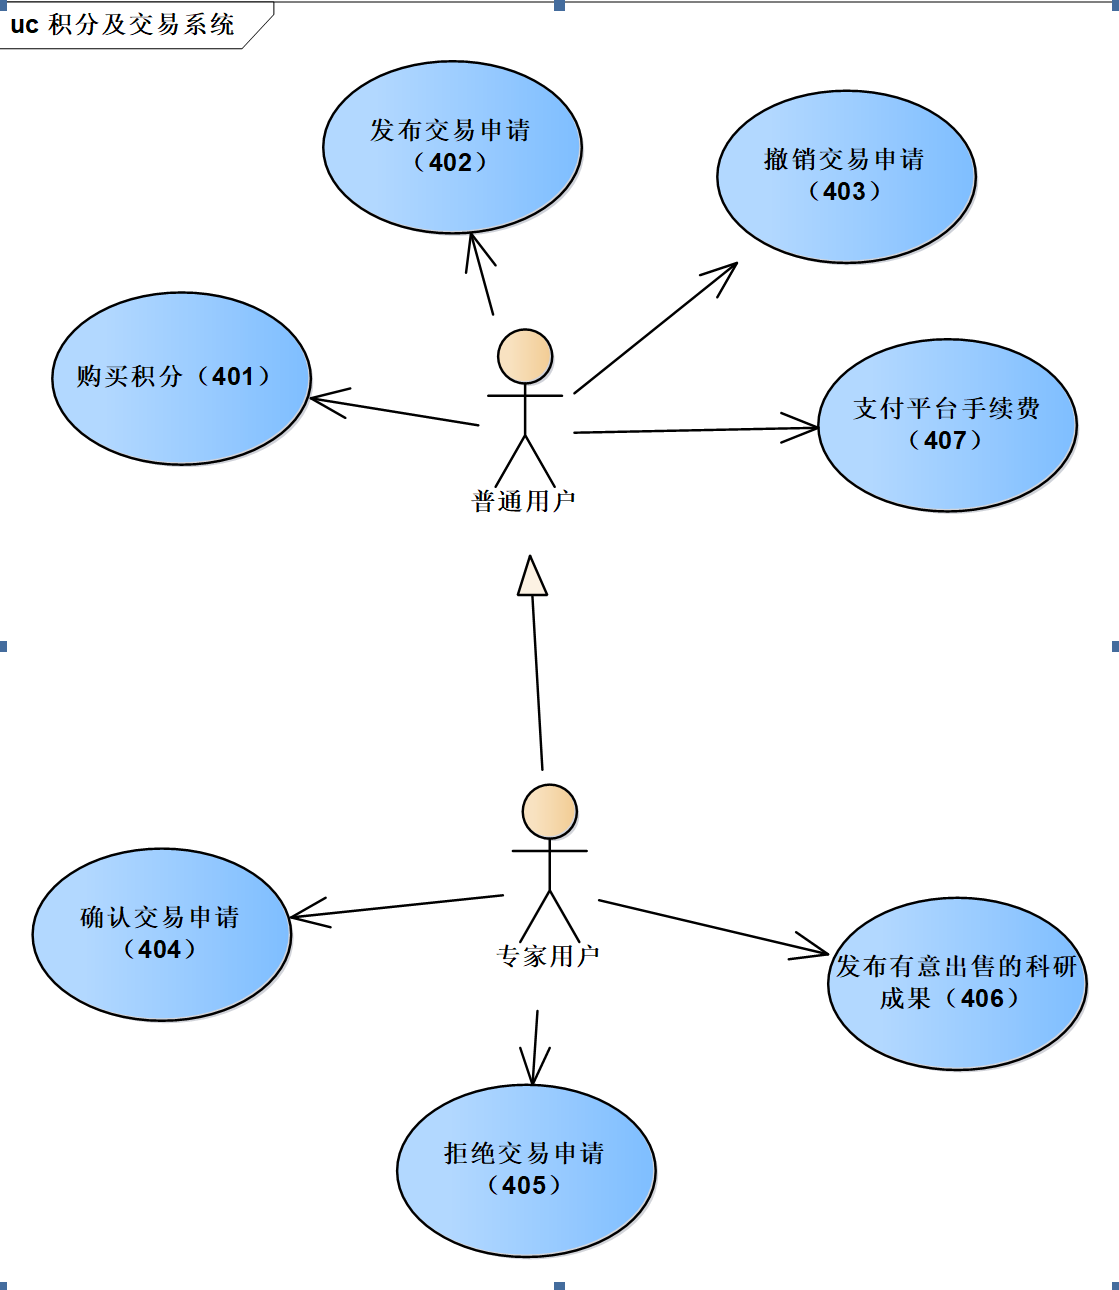 uc 积分及交易系统
发布交易申请
（402）
撤销交易申请
（403）
购买积分（401）
支付平台手续费
（407）
普通用户
确认交易申请
（404）
专家用户
发布有意出售的科研
成果（406）
拒绝交易申请
（405）